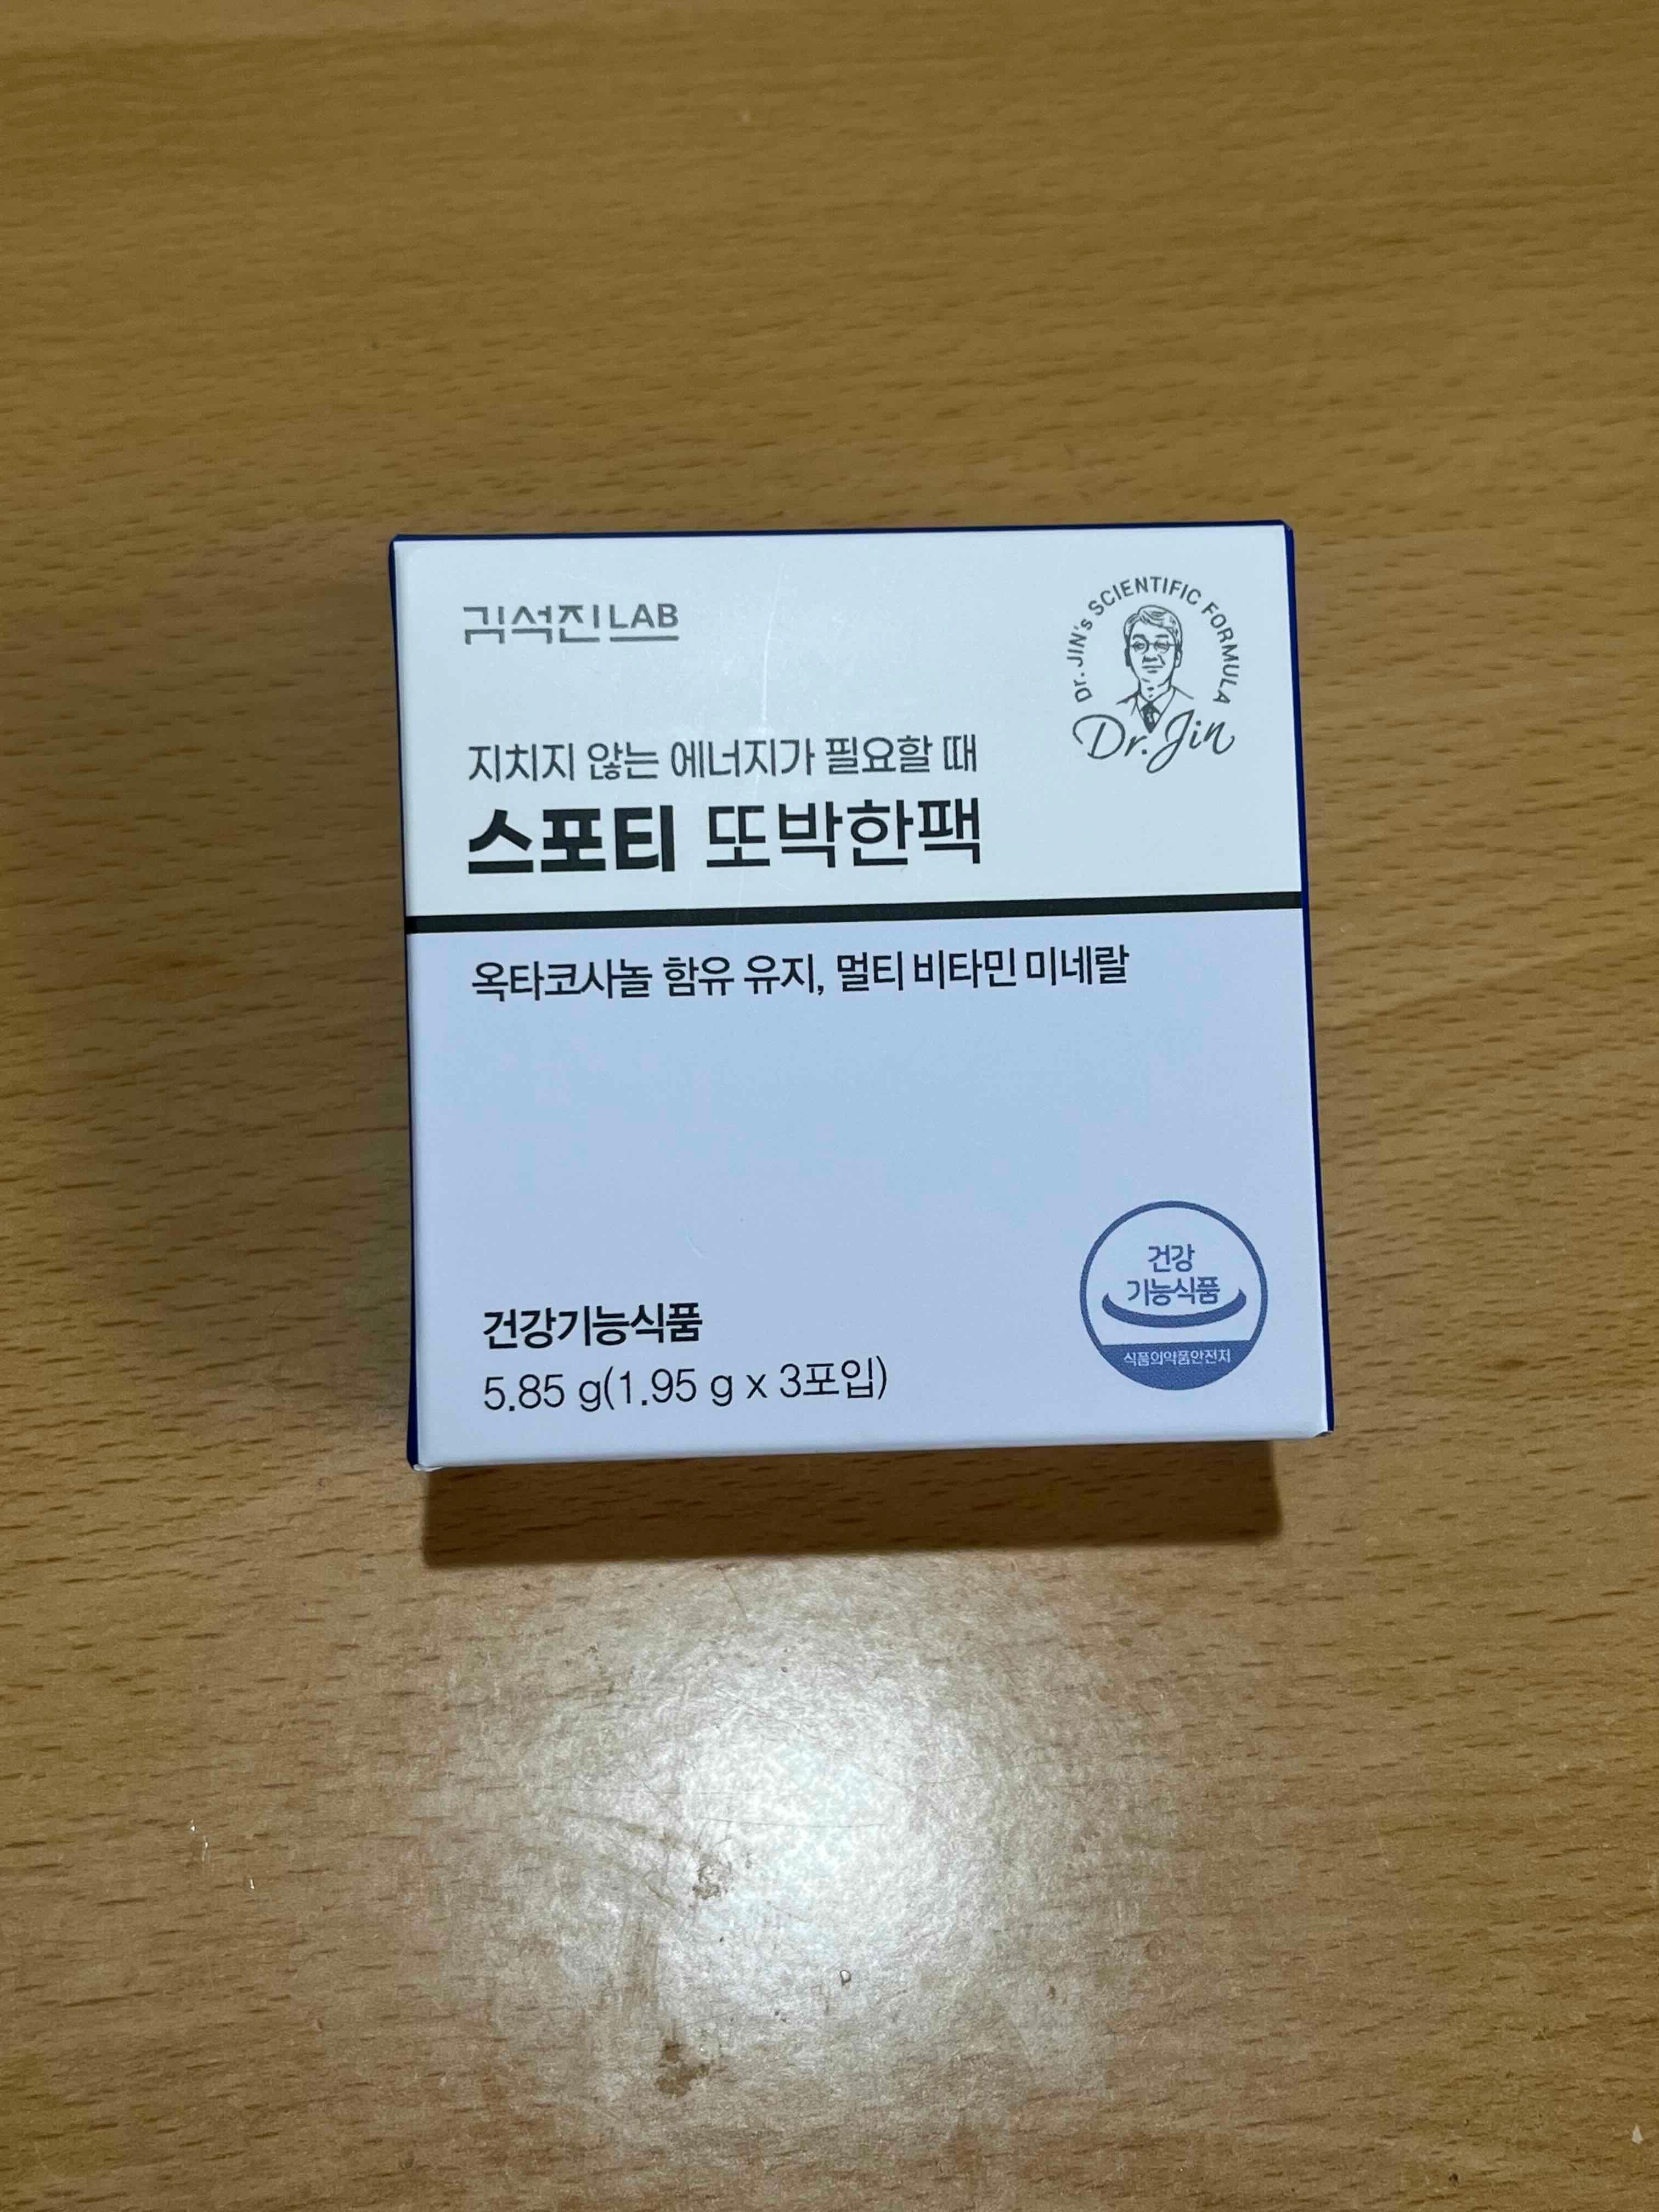 김석진LAB
Dr. JIN's SCIENTIFIC FORMULA
Dr. Jin
지치지 않는 에너지가 필요할 때
스포티 또박한팩
옥타코사놀 함유 유지, 멀티 비타민 미네랄
건강
기능식품
식품의약품안전처
건강기능식품
5.85 g(1.95 g x 3포입)